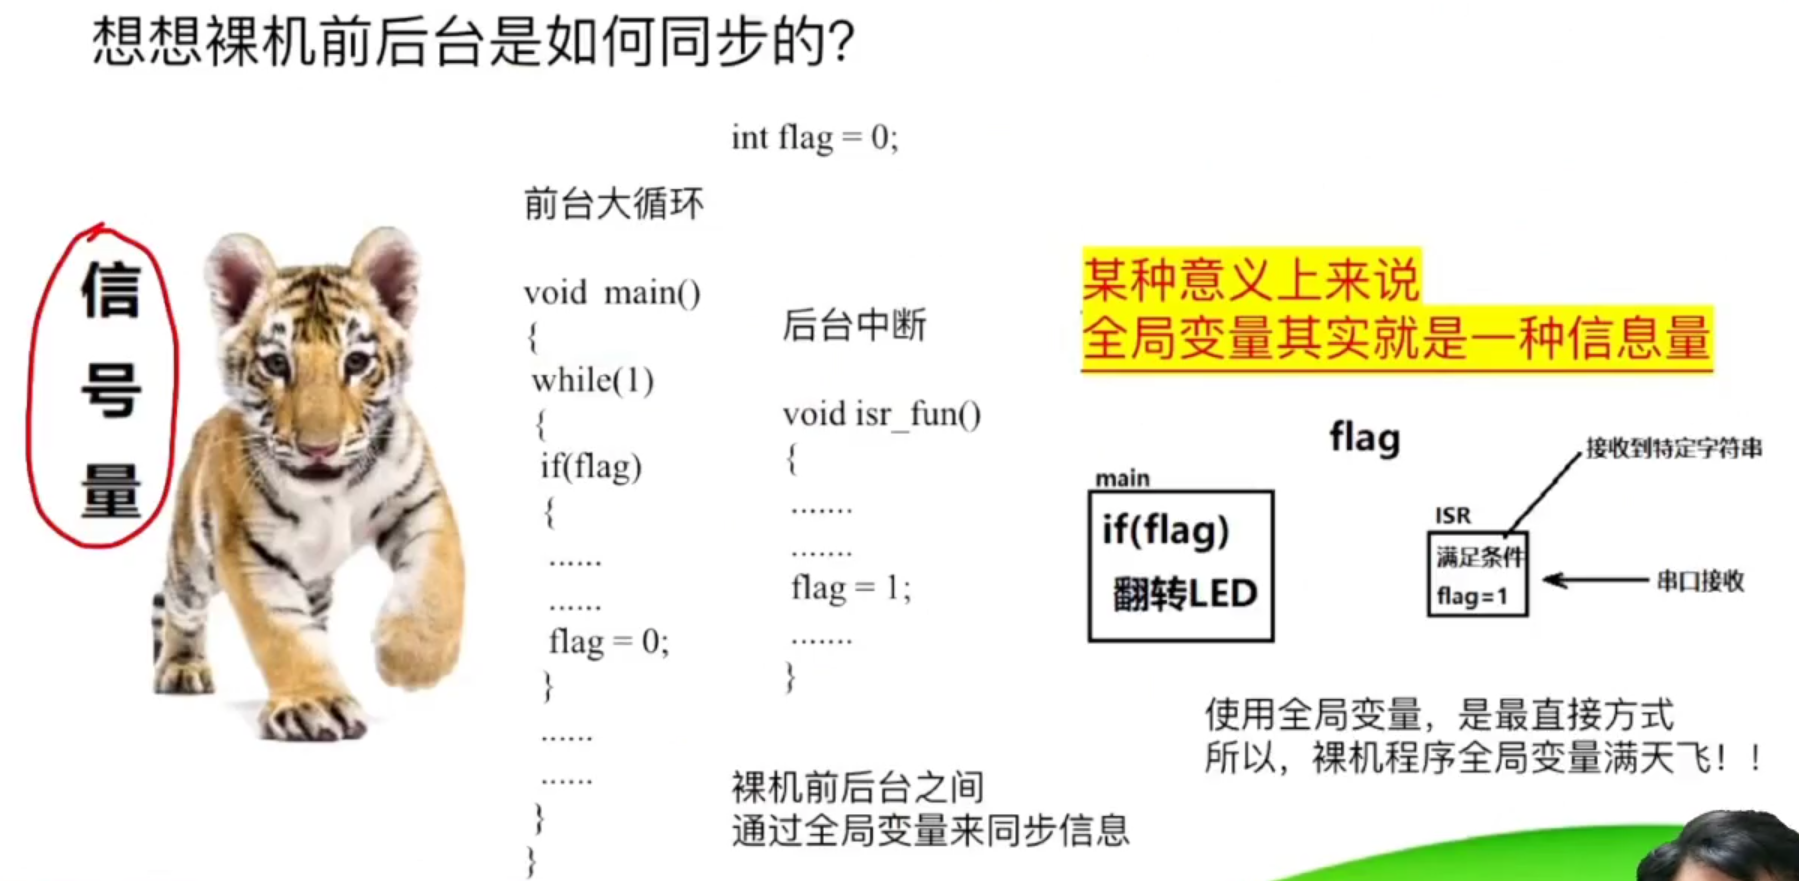 想想裸机前后台是如何同步的?
int flag = 0;
信
号
量
前台大循环
void main()
{
while(1)
{
if(flag)
{
......
......
flag = 0;
}
......
......
}
}
后台中断
void isr_fun()
{
.......
.......
flag = 1;
.......
}
裸机前后台之间
通过全局变量来同步信息
某种意义上来说
全局变量其实就是一种信息量
flag
main
if(flag)
翻转LED
接收到特定字符串
ISR
满足条件
flag=1
串口接收
使用全局变量，是最直接方式
所以，裸机程序全局变量满天飞！！